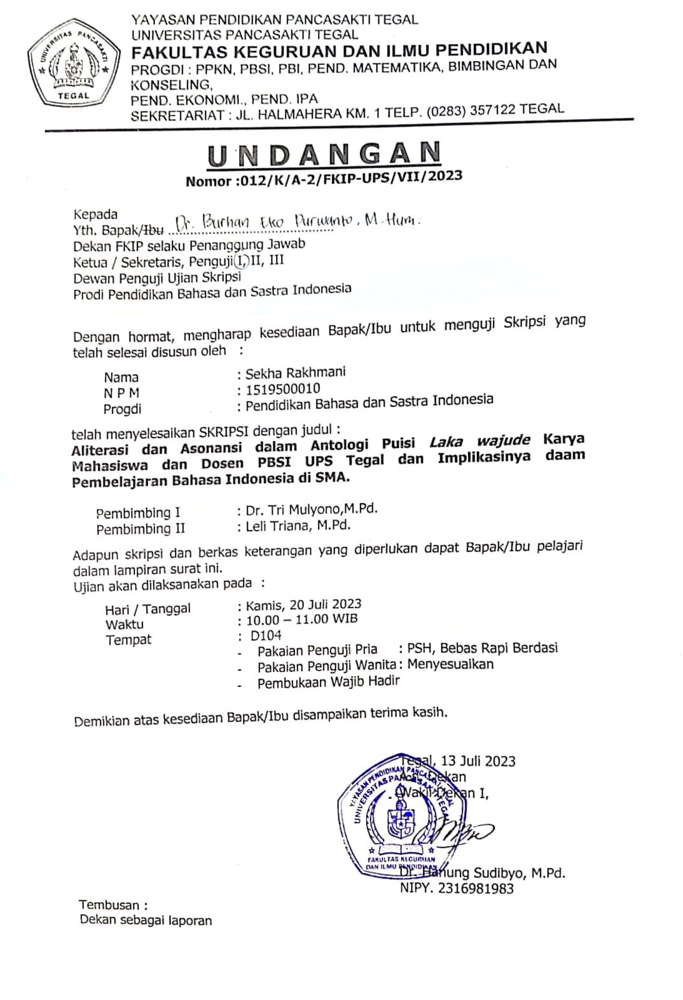 UNIVERSITAS PANCASAKTI
TEGAL
YAYASAN PENDIDIKAN PANCASAKTI TEGAL
UNIVERSITAS PANCASAKTI TEGAL
FAKULTAS KEGURUAN DAN ILMU PENDIDIKAN
PROGDI : PPKN, PBSI, PBI, PEND. MATEMATIKA, BIMBINGAN DAN
KONSELING,
PEND. EKONOMI., PEND. IPA
SEKRETARIAT : JL. HALMAHERA KM. 1 TELP. (0283) 357122 TEGAL
UNDANGAN
Nomor :012/K/A-2/FKIP-UPS/VII/2023
Kepada
Yth. Bapak/Ibu Dr. Burhan Eko Purwanto, M.Hum.
Dekan FKIP selaku Penanggung Jawab
Ketua / Sekretaris, Penguji I, II, III
Dewan Penguji Ujian Skripsi
Prodi Pendidikan Bahasa dan Sastra Indonesia
Dengan hormat, mengharap kesediaan Bapak/Ibu untuk menguji Skripsi yang
telah selesai disusun oleh :
Nama : Sekha Rakhmani
N P M : 1519500010
Progdi : Pendidikan Bahasa dan Sastra Indonesia
telah menyelesaikan SKRIPSI dengan judul :
Aliterasi dan Asonansi dalam Antologi Puisi Laka wajude Karya
Mahasiswa dan Dosen PBSI UPS Tegal dan Implikasinya daam
Pembelajaran Bahasa Indonesia di SMA.
Pembimbing I : Dr. Tri Mulyono,M.Pd.
Pembimbing II : Leli Triana, M.Pd.
Adapun skripsi dan berkas keterangan yang diperlukan dapat Bapak/Ibu pelajari
dalam lampiran surat ini.
Ujian akan dilaksanakan pada :
Hari / Tanggal : Kamis, 20 Juli 2023
Waktu : 10.00 – 11.00 WIB
Tempat : D104
- Pakaian Penguji Pria : PSH, Bebas Rapi Berdasi
- Pakaian Penguji Wanita : Menyesuaikan
- Pembukaan Wajib Hadir
Demikian atas kesediaan Bapak/Ibu disampaikan terima kasih.
Tegal, 13 Juli 2023
Dekan
Wakil Dekan I,
YAYASAN PENDIDIKAN PANCASAKTI TEGAL
UNIVERSITAS PANCASAKTI TEGAL
FAKULTAS KEGURUAN
DAN ILMU PENDIDIKAN
Dr. Hanung Sudibyo, M.Pd.
NIPY. 2316981983
Tembusan :
Dekan sebagai laporan